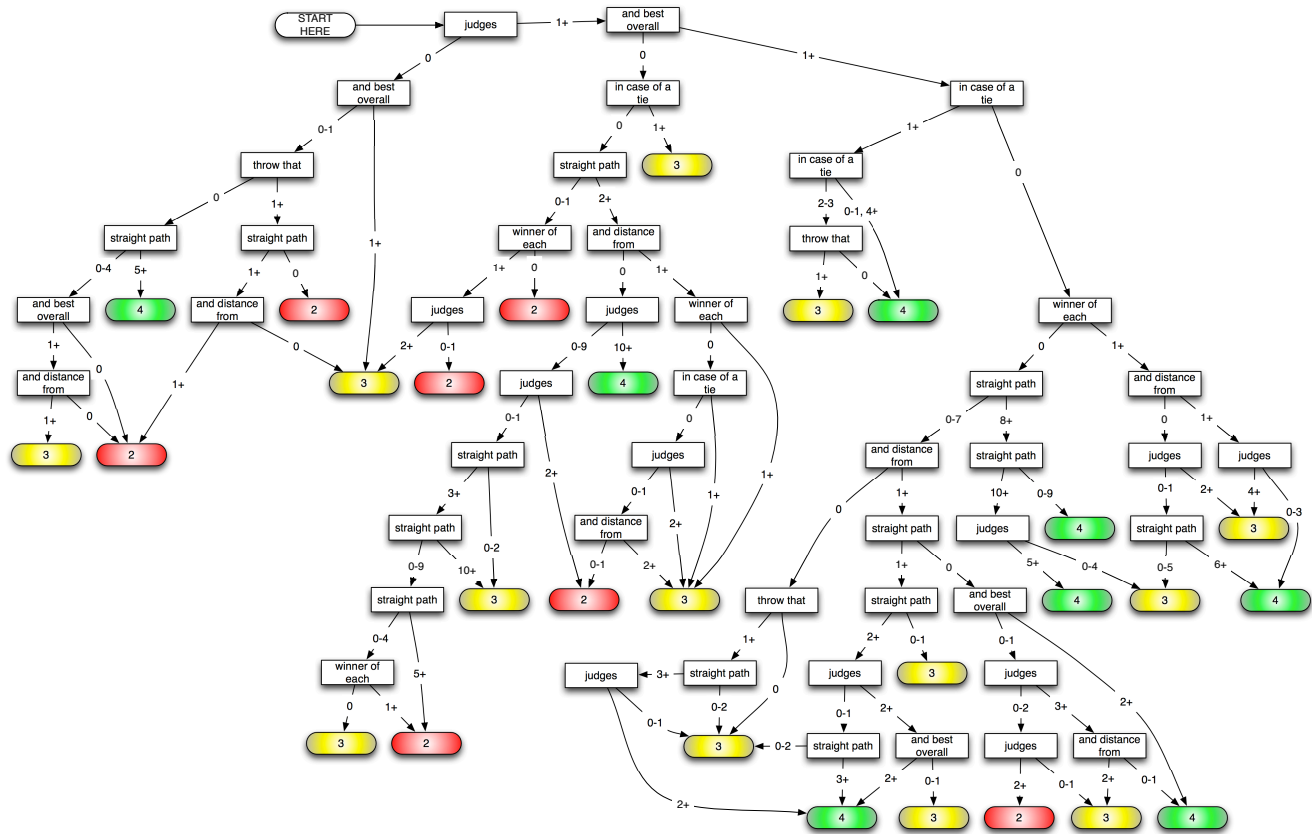 START
HERE
judges
1+
and best
overall
0
0
1+
and best
overall
in case of a
tie
in case of a
tie
0-1
0
1+
1+
throw that
straight path
3
in case of a
tie
0
0
1+
0-1
2+
2-3
0-1, 4+
straight path
straight path
1+
winner of
each
and distance
from
throw that
0-4
5+
1+
0
1+
0
0
1+
1+
0
and best
overall
4
and distance
from
2
judges
2
judges
winner of
each
3
4
winner of
each
1+
0
0
2+
0-1
0-9
10+
0
0
1+
and distance
from
1+
3
2
judges
4
in case of a
tie
1+
straight path
and distance
from
1+
0
0-1
0
0-7
8+
0
1+
3
2
straight path
2+
judges
1+
and distance
from
straight path
judges
judges
3+
0-2
0-1
2+
0
1+
10+
0-9
0-1
2+
4+
0-3
straight path
and distance
from
straight path
judges
4
straight path
3
0-9
10+
0-1
2+
1+
0
5+
0-4
0-5
6+
straight path
3
2
3
throw that
straight path
and best
overall
4
3
4
0-4
5+
1+
0
2+
0-1
0-1
2+
winner of
each
judges
3+
straight path
judges
3
judges
0
1+
0-1
0-2
0-1
2+
0-2
3+
3
2
3
0-2
straight path
and best
overall
judges
and distance
from
2+
3+
2+
0-1
2+
0-1
2+
0-1
4
3
2
3
4